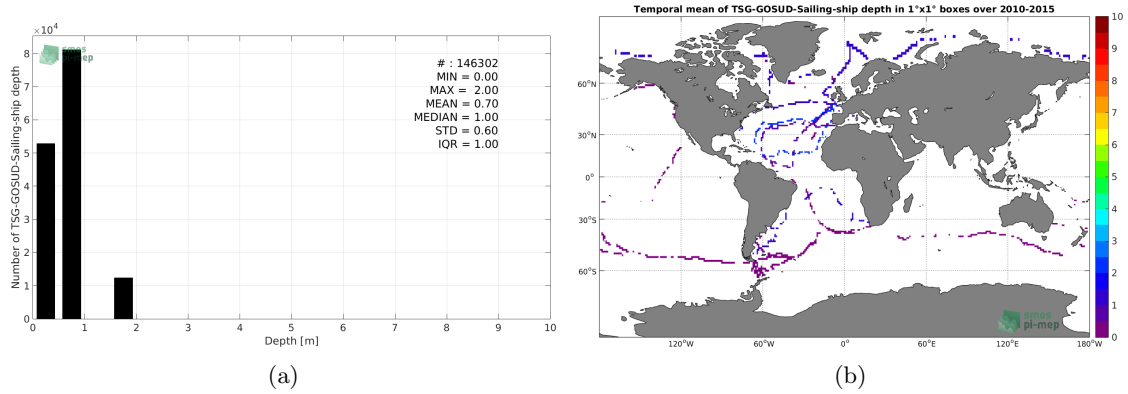 ×10⁴
smos
pi-mep
# : 146302
MIN = 0.00
MAX = 2.00
MEAN = 0.70
MEDIAN = 1.00
STD = 0.60
IQR = 1.00
Number of TSG-GOSUD-Sailing-ship depth
8
7
6
5
4
3
2
1
0
0 1 2 3 4 5 6 7 8 9 10
Depth [m]
(a)
Temporal mean of TSG-GOSUD-Sailing-ship depth in 1°x1° boxes over 2010-2015
60°N
30°N
0°
30°S
60°S
120°W 60°W 0° 60°E 120°E 180°W
smos
pi-mep
10
9
8
7
6
5
4
3
2
1
0
(b)